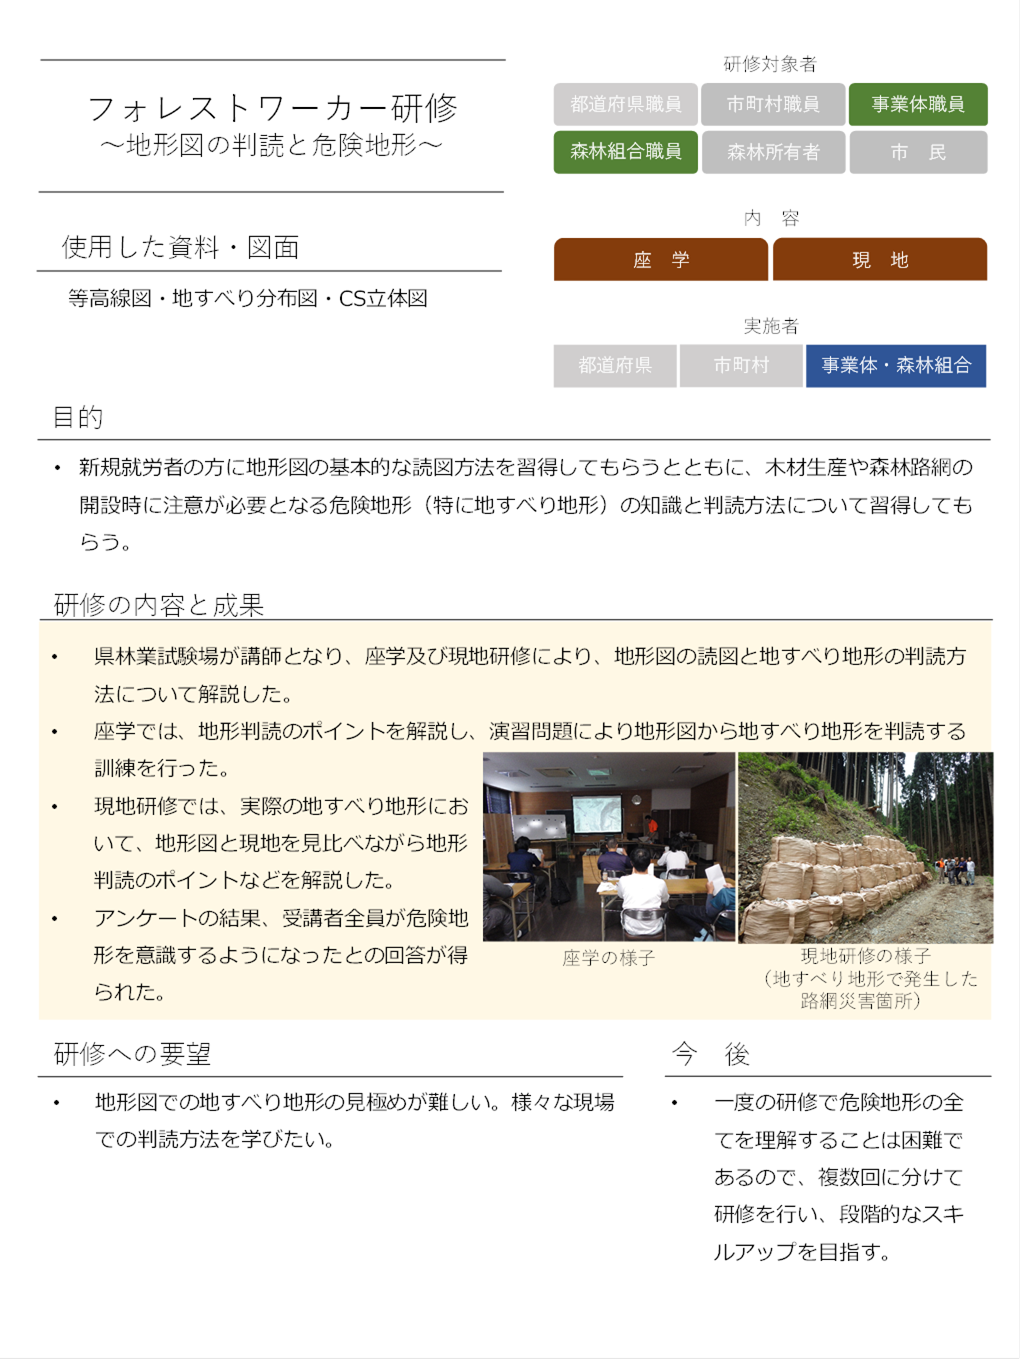 フォレストワーカー研修
～地形図の判読と危険地形～
研修対象者
都道府県職員
市町村職員
事業体職員
森林組合職員
森林所有者
市　民
内　容
座　学
現　地
実施者
都道府県
市町村
事業体・森林組合
使用した資料・図面
等高線図・地すべり分布図・CS立体図
目的
• 新規就労者の方に地形図の基本的な読図方法を習得してもらうとともに、木材生産や森林路網の
開設時に注意が必要となる危険地形（特に地すべり地形）の知識と判読方法について習得しても
らう。
研修の内容と成果
• 県林業試験場が講師となり、座学及び現地研修により、地形図の読図と地すべり地形の判読方
法について解説した。
• 座学では、地形判読のポイントを解説し、演習問題により地形図から地すべり地形を判読する
訓練を行った。
• 現地研修では、実際の地すべり地形にお
いて、地形図と現地を見比べながら地形
判読のポイントなどを解説した。
• アンケートの結果、受講者全員が危険地
形を意識するようになったとの回答が得
られた。
座学の様子
現地研修の様子
（地すべり地形で発生した
路網災害箇所）
研修への要望
• 地形図での地すべり地形の見極めが難しい。様々な現場
での判読方法を学びたい。
今　後
• 一度の研修で危険地形の全
てを理解することは困難で
あるので、複数回に分けて
研修を行い、段階的なスキ
ルアップを目指す。